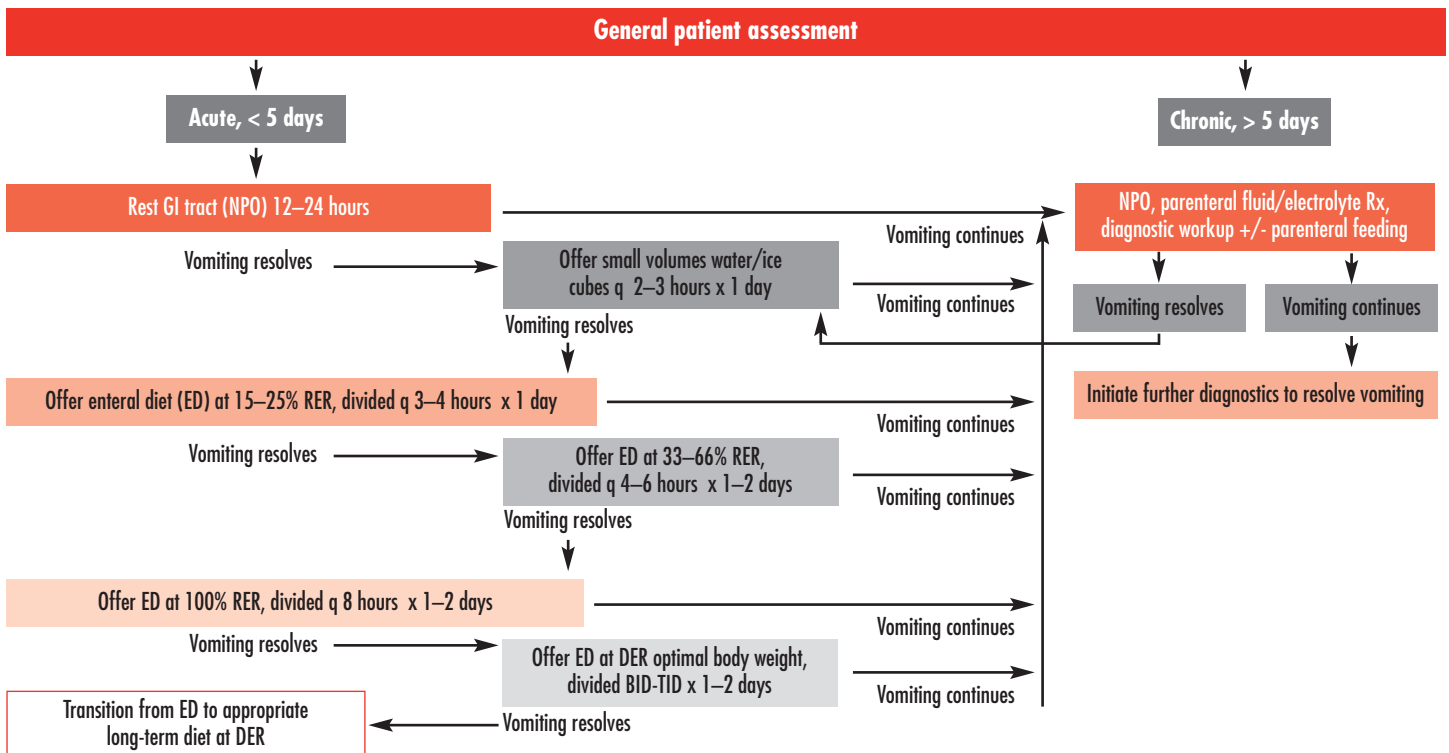 General patient assessment
Acute, < 5 days
Chronic, > 5 days
Rest GI tract (NPO) 12–24 hours
NPO, parenteral fluid/electrolyte Rx,
diagnostic workup +/- parenteral feeding
Vomiting continues
Vomiting resolves
Offer small volumes water/ice
cubes q 2–3 hours x 1 day
Vomiting continues
Vomiting resolves
Vomiting continues
Vomiting resolves
Offer enteral diet (ED) at 15–25% RER, divided q 3–4 hours x 1 day
Initiate further diagnostics to resolve vomiting
Vomiting continues
Vomiting resolves
Offer ED at 33–66% RER,
divided q 4–6 hours x 1–2 days
Vomiting continues
Vomiting resolves
Offer ED at 100% RER, divided q 8 hours x 1–2 days
Vomiting continues
Vomiting resolves
Offer ED at DER optimal body weight,
divided BID-TID x 1–2 days
Vomiting continues
Vomiting resolves
Transition from ED to appropriate
long-term diet at DER